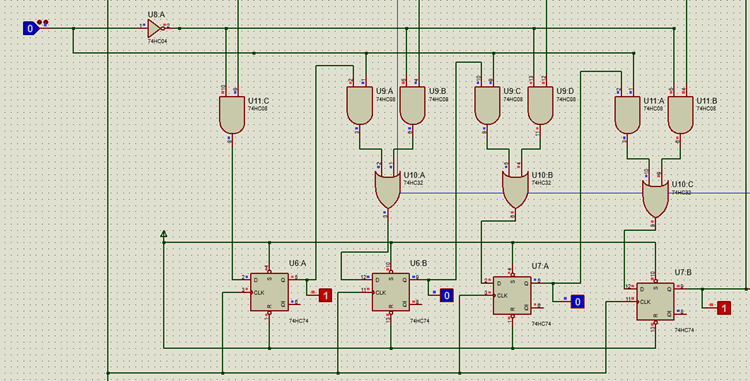 U8:A
0
1
2
74HC04
U11:C
74HC08
U9:A
74HC08
U9:B
74HC08
U9:C
74HC08
U9:D
74HC08
U11:A
74HC08
U11:B
74HC08
U10:A
74HC32
U10:B
74HC32
U10:C
74HC32
U6:A
D S Q
CLK
R Q
74HC74
1
U6:B
D S Q
CLK
R Q
74HC74
0
U7:A
D S Q
CLK
R Q
74HC74
0
U7:B
D S Q
CLK
R Q
74HC74
1